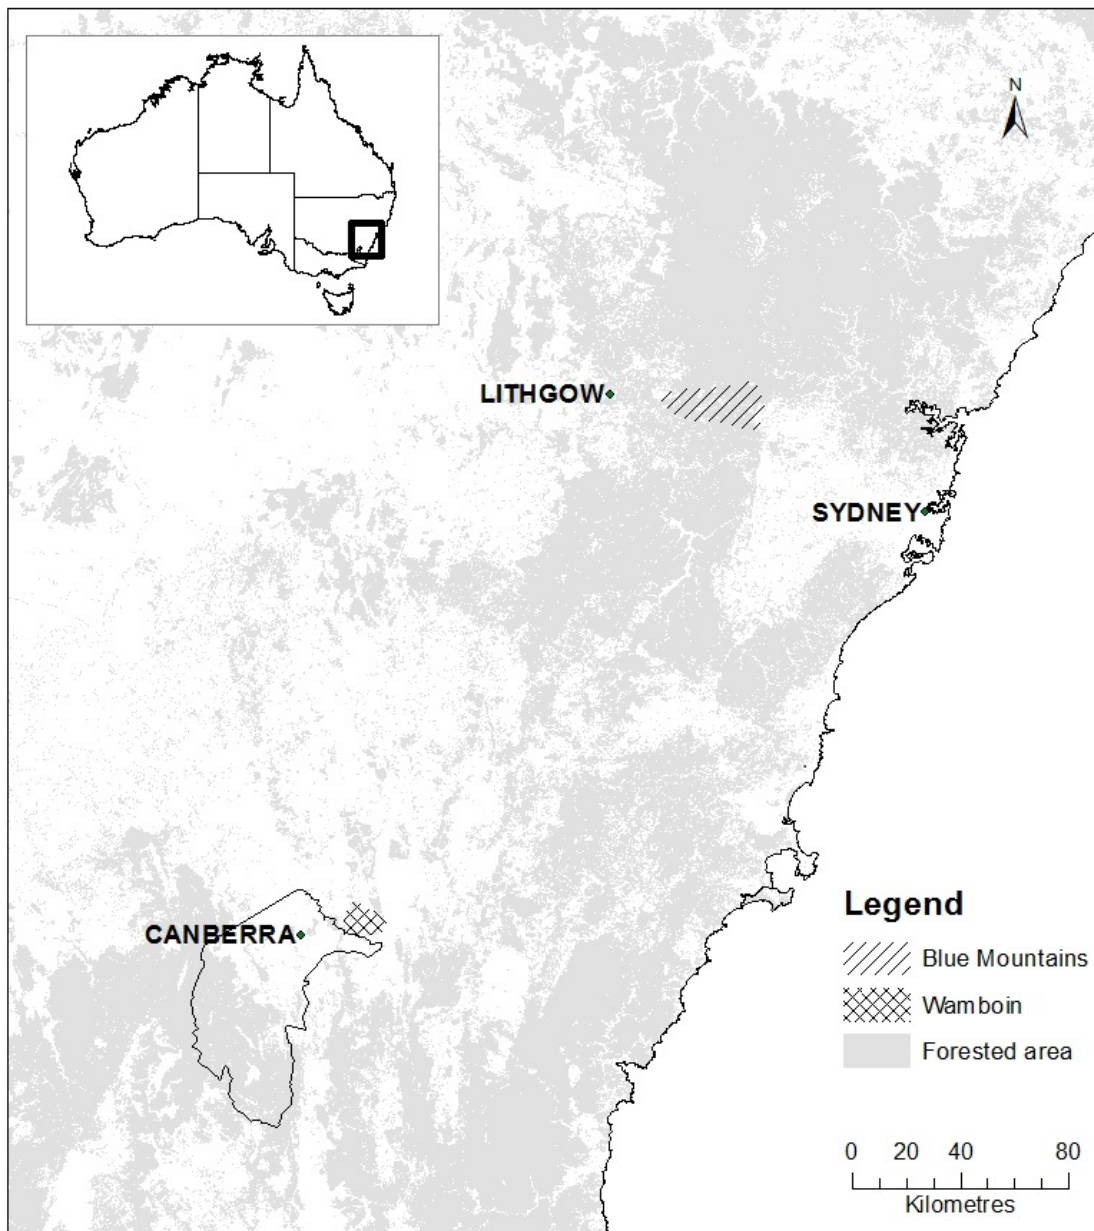 N
LITHGOW
SYDNEY
CANBERRA
Legend
Blue Mountains
Wamboin
Forested area
0 20 40 80
Kilometres